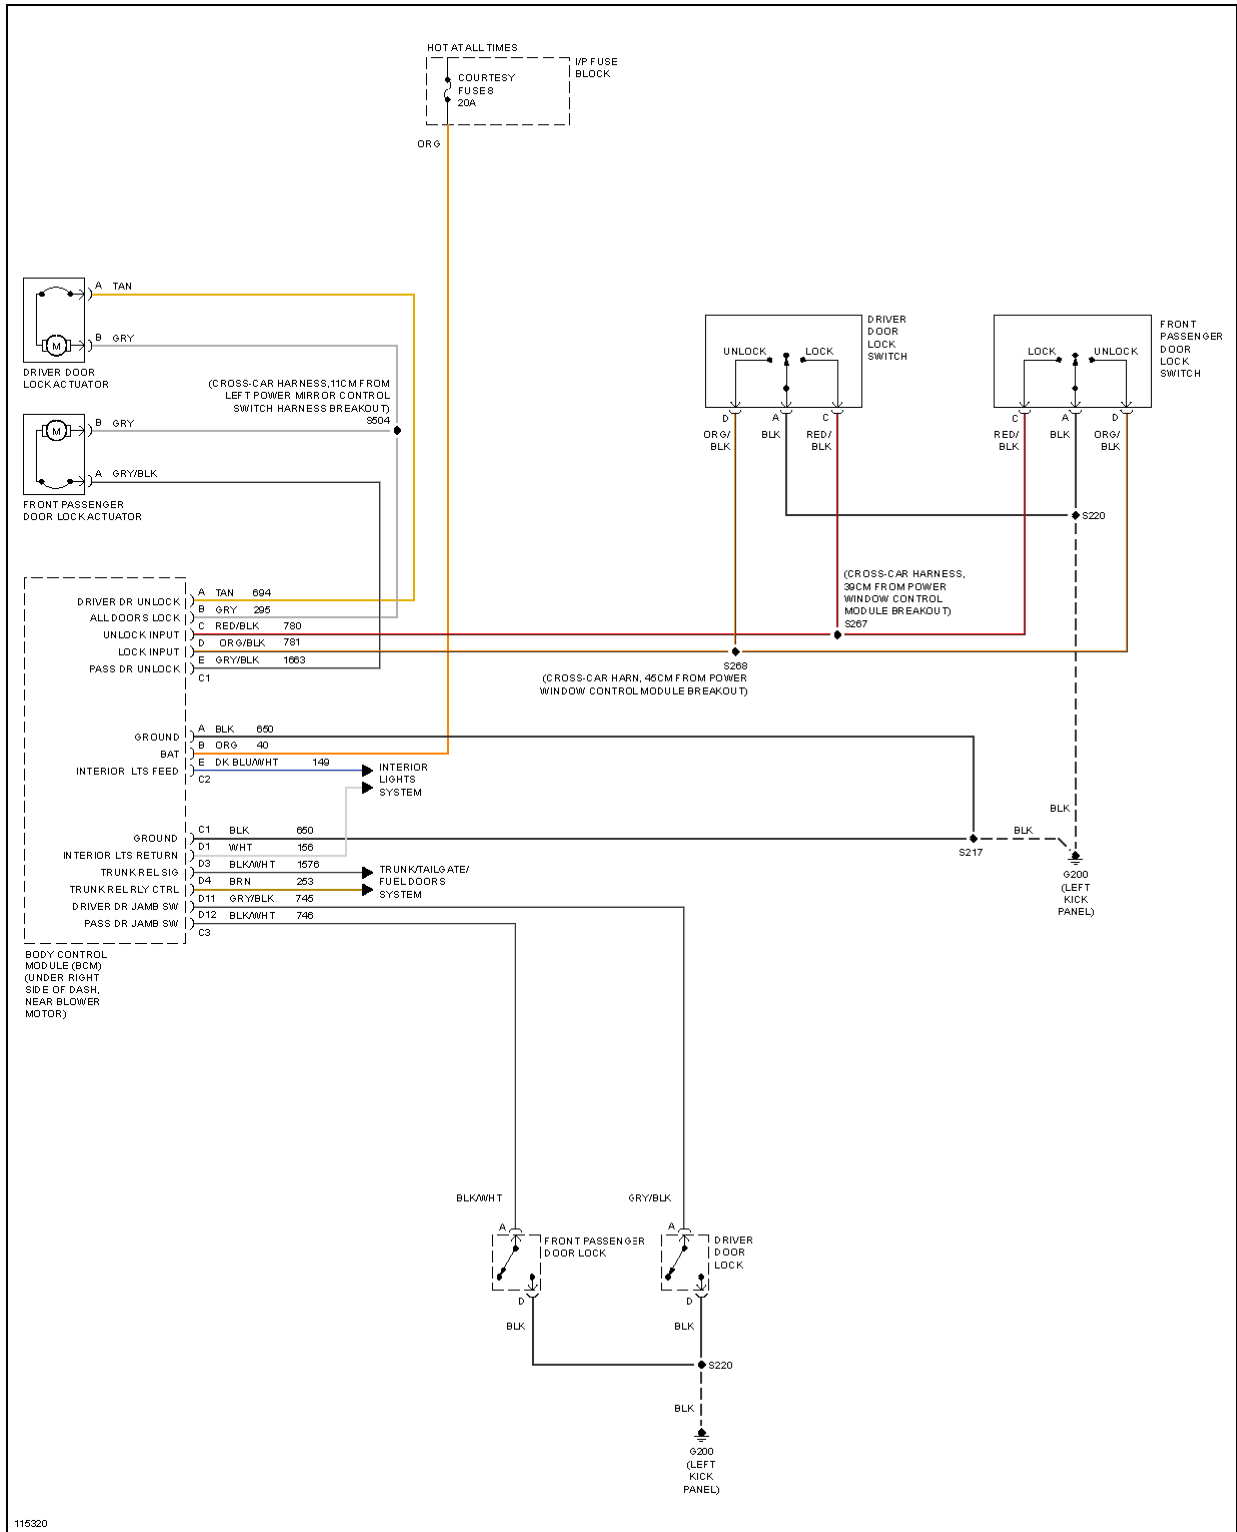 HOT AT ALL TIMES
I/P FUSE
BLOCK
COURTESY
FUSE 8
20A
ORG
A TAN
B GRY
DRIVER DOOR
LOCK ACTUATOR
(CROSS-CAR HARNESS, 11CM FROM
LEFT POWER MIRROR CONTROL
SWITCH HARNESS BREAKOUT)
S504
M
M
B GRY
A GRY/BLK
FRONT PASSENGER
DOOR LOCK ACTUATOR
DRIVER
DOOR
LOCK
SWITCH
UNLOCK
LOCK
D
A
C
ORG/
BLK
BLK
RED/
BLK
FRONT
PASSENGER
DOOR
LOCK
SWITCH
LOCK
UNLOCK
C
A
D
RED/
BLK
BLK
ORG/
BLK
S220
(CROSS-CAR HARNESS,
39CM FROM POWER
WINDOW CONTROL
MODULE BREAKOUT)
S267
S268
(CROSS-CAR HARN, 45CM FROM POWER
WINDOW CONTROL MODULE BREAKOUT)
DRIVER DR UNLOCK A TAN 694
ALL DOORS LOCK B GRY 295
UNLOCK INPUT C RED/BLK 780
LOCK INPUT D ORG/BLK 781
PASS DR UNLOCK E GRY/BLK 1663
C1
GROUND A BLK 650
BAT B ORG 40
INTERIOR LTS FEED E DK BLU/WHT 149
C2
INTERIOR
LIGHTS
SYSTEM
GROUND C1 BLK 650
INTERIOR LTS RETURN D1 WHT 156
TRUNK REL SIG D3 BLK/WHT 1576
TRUNK REL RLY CTRL D4 BRN 253
DRIVER DR JAMB SW D11 GRY/BLK 745
PASS DR JAMB SW D12 BLK/WHT 746
C3
TRUNK/TAILGATE/
FUEL DOORS
SYSTEM
BLK
BLK
S217
G200
(LEFT
KICK
PANEL)
BODY CONTROL
MODULE (BCM)
(UNDER RIGHT
SIDE OF DASH,
NEAR BLOWER
MOTOR)
BLK/WHT
GRY/BLK
A
FRONT PASSENGER
DOOR LOCK
A
DRIVER
DOOR
LOCK
D
D
BLK
BLK
S220
BLK
G200
(LEFT
KICK
PANEL)
115320